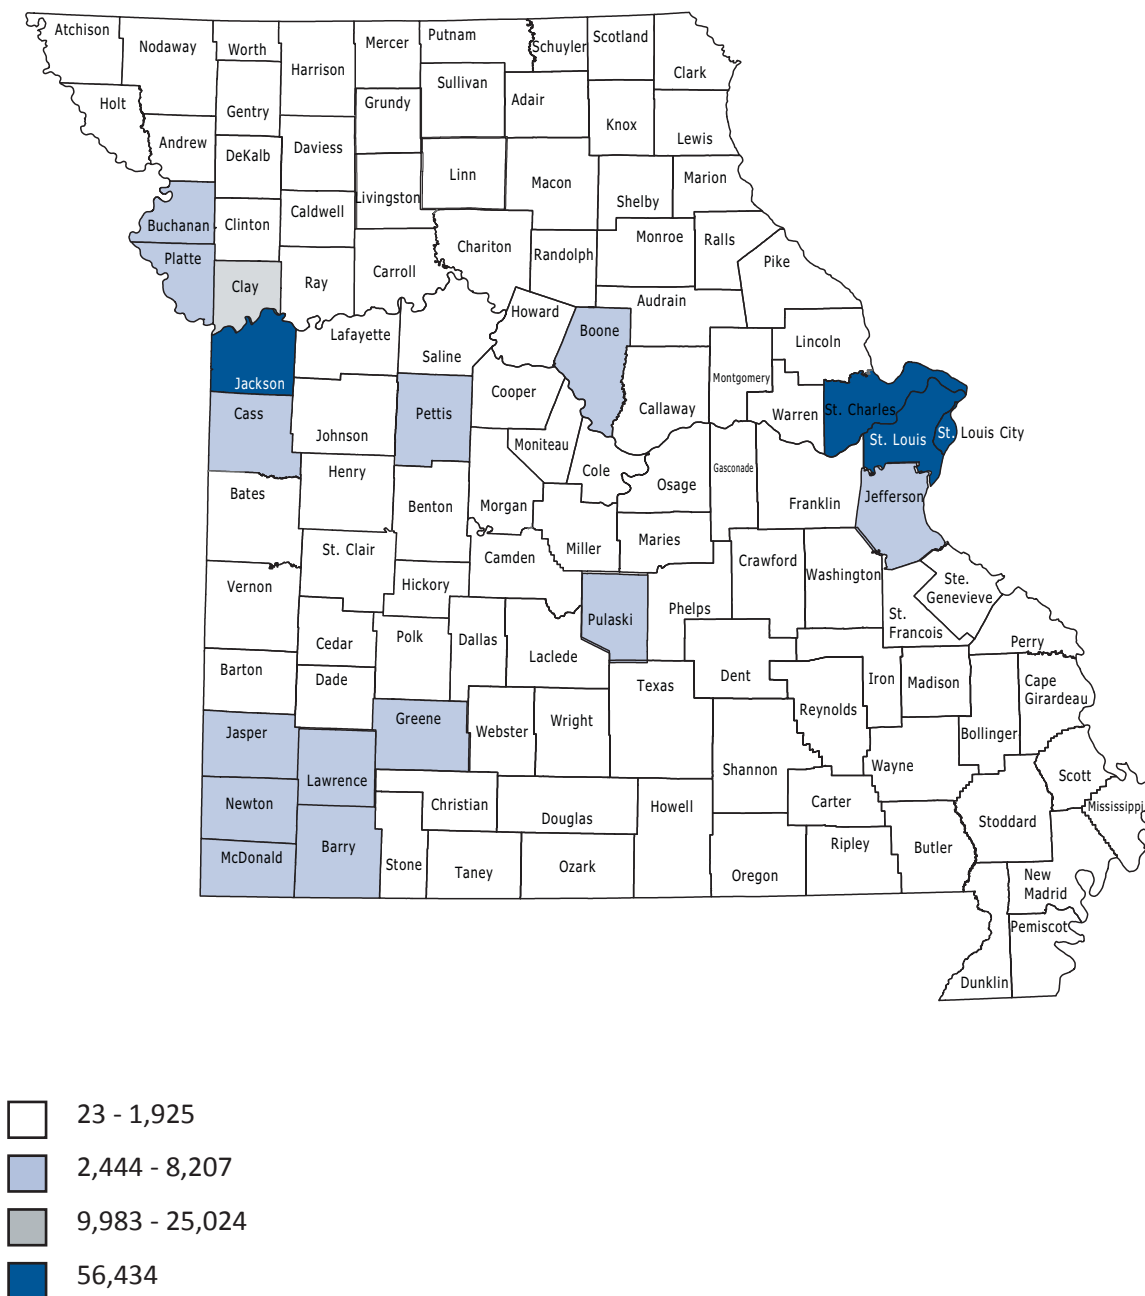 Atchison
Nodaway
Worth
Harrison
Mercer
Putnam
Schuyler
Scotland
Clark
Holt
Gentry
Grundy
Sullivan
Adair
Knox
Lewis
Andrew
DeKalb
Daviess
Livingston
Linn
Macon
Shelby
Marion
Buchanan
Clinton
Caldwell
Chariton
Randolph
Monroe
Ralls
Pike
Platte
Clay
Ray
Carroll
Howard
Boone
Audrain
Lafayette
Saline
Lincoln
Jackson
Cooper
Montgomery
Cass
Pettis
Callaway
Warren
St. Charles
Johnson
Moniteau
St. Louis
St. Louis City
Henry
Cole
Gasconade
Bates
Benton
Morgan
Osage
Franklin
Jefferson
St. Clair
Camden
Miller
Maries
Crawford
Washington
Vernon
Hickory
Ste.
Genevieve
Pulaski
Phelps
St.
Francois
Cedar
Polk
Dallas
Laclede
Perry
Barton
Dade
Texas
Dent
Iron
Madison
Cape
Girardeau
Jasper
Greene
Webster
Wright
Reynolds
Bollinger
Lawrence
Shannon
Wayne
Scott
Newton
Christian
Douglas
Howell
Carter
Stoddard
Mississippi
McDonald
Barry
Stone
Taney
Ozark
Oregon
Ripley
Butler
New
Madrid
Pemiscot
Dunklin
23 - 1,925
2,444 - 8,207
9,983 - 25,024
56,434